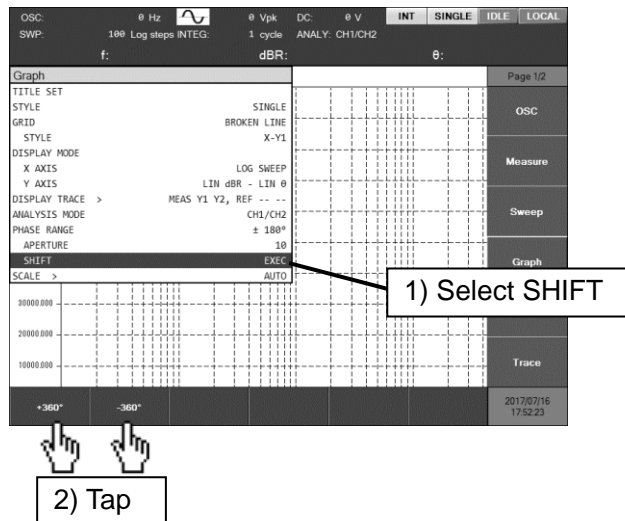 OSC: 0 Hz 0 Vpk DC: 0 V INT SINGLE IDLE LOCAL
SWP: 100 Log steps INTEG: 1 cycle ANALY: CH1/CH2
f: dBR: θ:
Graph
TITLE SET
STYLE SINGLE
GRID BROKEN LINE
STYLE X-Y1
DISPLAY MODE
X AXIS LOG SWEEP
Y AXIS LIN dBR - LIN θ
DISPLAY TRACE > MEAS Y1 Y2, REF -- --
ANALYSIS MODE CH1/CH2
PHASE RANGE ± 180°
APERTURE 10
SHIFT EXEC
SCALE > AUTO
30000.000
20000.000
10000.000
Page 1/2
OSC
Measure
Sweep
Graph
Trace
1) Select SHIFT
+360° -360°
2017/07/16
17:52:23
2) Tap